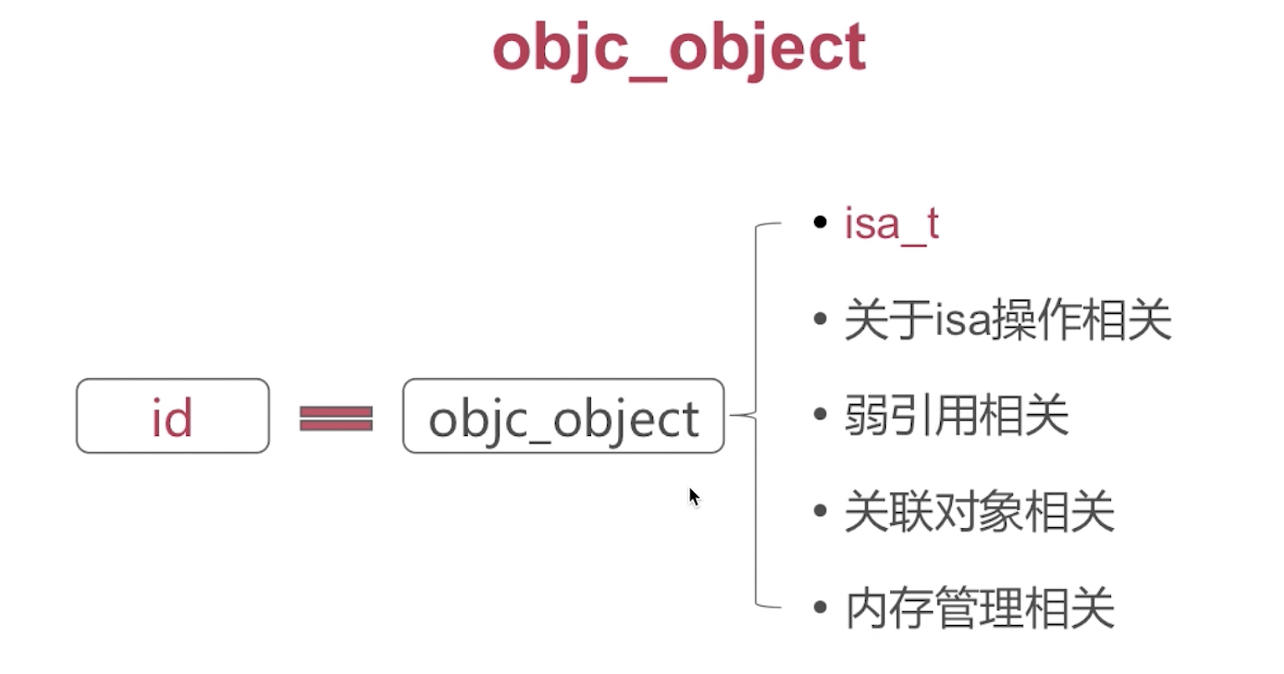 objc_object
id
objc_object
isa_t
关于isa操作相关
弱引用相关
关联对象相关
内存管理相关